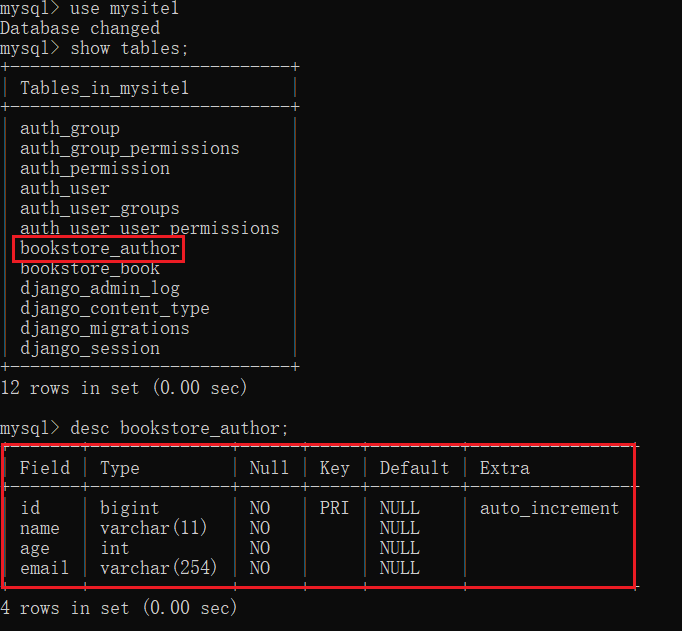 mysql> use mysite1
Database changed
mysql> show tables;
+----------------------------+
| Tables_in_mysite1          |
+----------------------------+
| auth_group                 |
| auth_group_permissions     |
| auth_permission            |
| auth_user                  |
| auth_user_groups           |
| auth_user_user_permissions |
| bookstore_author           |
| bookstore_book             |
| django_admin_log           |
| django_content_type        |
| django_migrations          |
| django_session             |
+----------------------------+
12 rows in set (0.00 sec)
mysql> desc bookstore_author;
+-------+--------------+------+-----+---------+----------------+
| Field | Type         | Null | Key | Default | Extra          |
+-------+--------------+------+-----+---------+----------------+
| id    | bigint       | NO   | PRI | NULL    | auto_increment |
| name  | varchar(11)  | NO   |     | NULL    |                |
| age   | int          | NO   |     | NULL    |                |
| email | varchar(254) | NO   |     | NULL    |                |
+-------+--------------+------+-----+---------+----------------+
4 rows in set (0.00 sec)